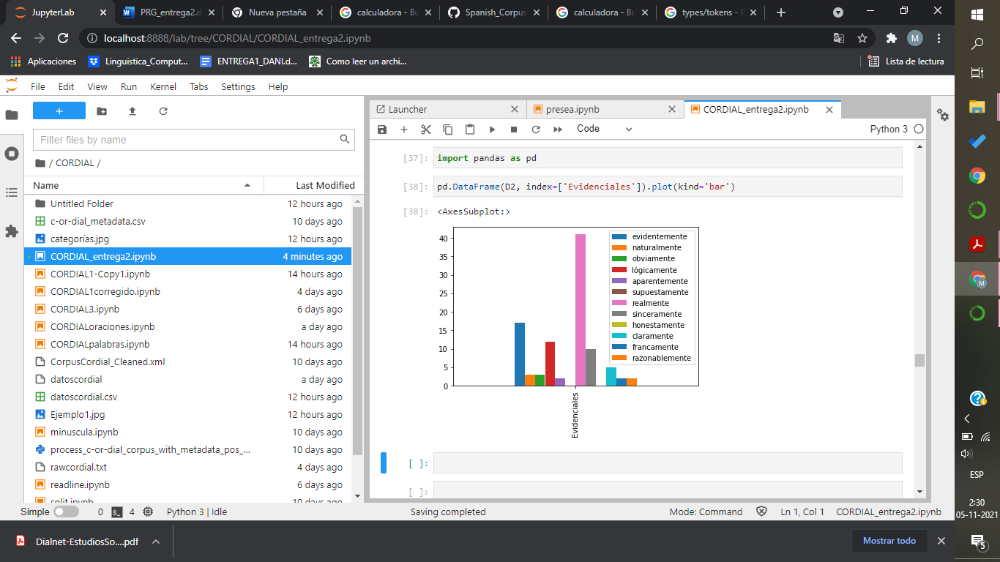 JupyterLab
PRG_entrega2.d
Nueva pestaña
calculadora - Bu
Spanish_Corpus
calculadora - Bu
types/tokens - B
localhost:8888/lab/tree/CORDIAL/CORDIAL_entrega2.ipynb
M
Aplicaciones
Linguistica_Comput...
ENTREGA1_DANI.d...
Como leer un archi...
Lista de lectura
File Edit View Run Kernel Tabs Settings Help
Filter files by name
/ CORDIAL /
Name Last Modified
Untitled Folder 12 hours ago
c-or-dial_metadata.csv 10 days ago
categorías.jpg 12 hours ago
CORDIAL_entrega2.ipynb 4 minutes ago
CORDIAL1-Copy1.ipynb 14 hours ago
CORDIAL1corregido.ipynb 4 days ago
CORDIAL3.ipynb 6 days ago
CORDIALoraciones.ipynb a day ago
CORDIALpalabras.ipynb 14 hours ago
CorpusCordial_Cleaned.xml 10 days ago
datoscordial a day ago
datoscordial.csv 12 hours ago
Ejemplo1.jpg 12 hours ago
minuscula.ipynb 10 days ago
process_c-or-dial_corpus_with_metadata_pos_... 10 days ago
rawcordial.txt 4 days ago
readline.ipynb 6 days ago
split.ipynb 10 days ago
Launcher
presea.ipynb
CORDIAL_entrega2.ipynb
Code
Python 3
[37]: import pandas as pd
[38]: pd.DataFrame(D2, index=['Evidenciales']).plot(kind='bar')
[38]: <AxesSubplot:>
40
35
30
25
20
15
10
5
0
evidentemente
naturalmente
obviamente
lógicamente
aparentemente
supuestamente
realmente
sinceramente
honestamente
claramente
francamente
razonablemente
Evidenciales
[ ]:
[ ]:
Simple 0 4 Python 3 | Idle Saving completed Mode: Command Ln 1, Col 1 CORDIAL_entrega2.ipynb
Dialnet-EstudiosSo....pdf
Mostrar todo
M
ESP
2:30
05-11-2021
5